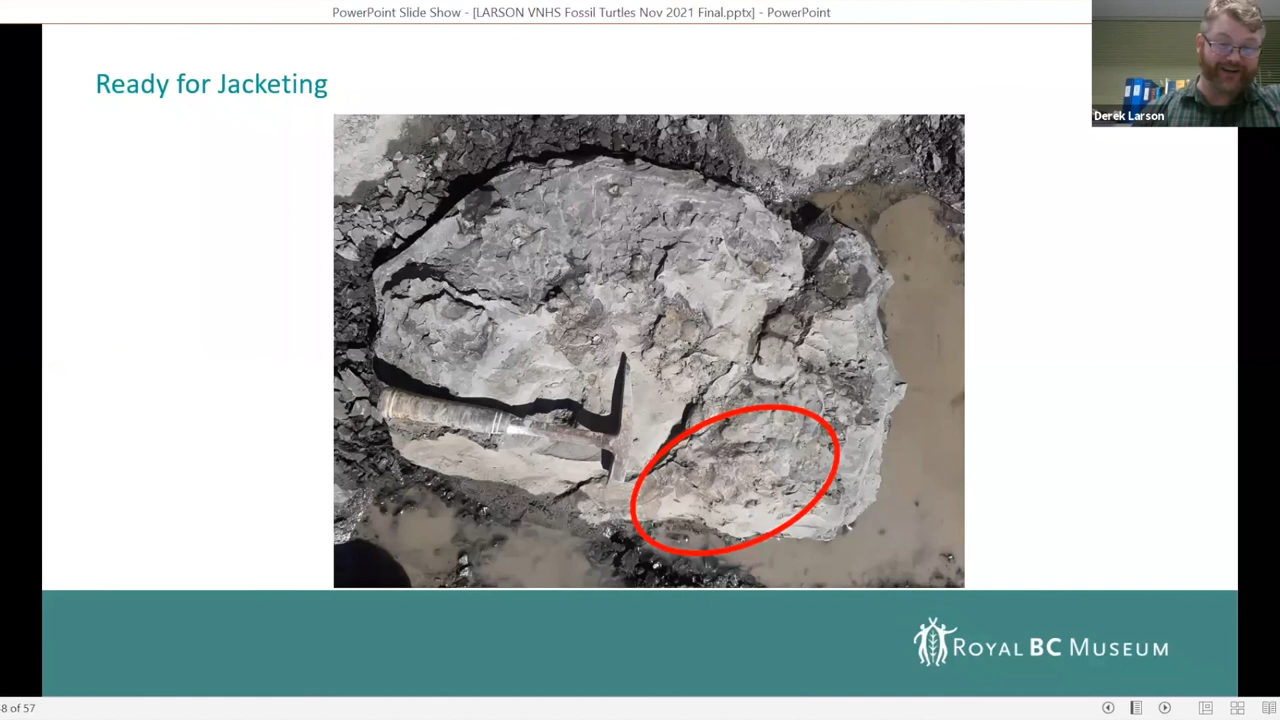 PowerPoint Slide Show - [LARSON VNHS Fossil Turtles Nov 2021 Final.pptx] - PowerPoint
Derek Larson
Ready for Jacketing
ROYAL BC MUSEUM
8 of 57